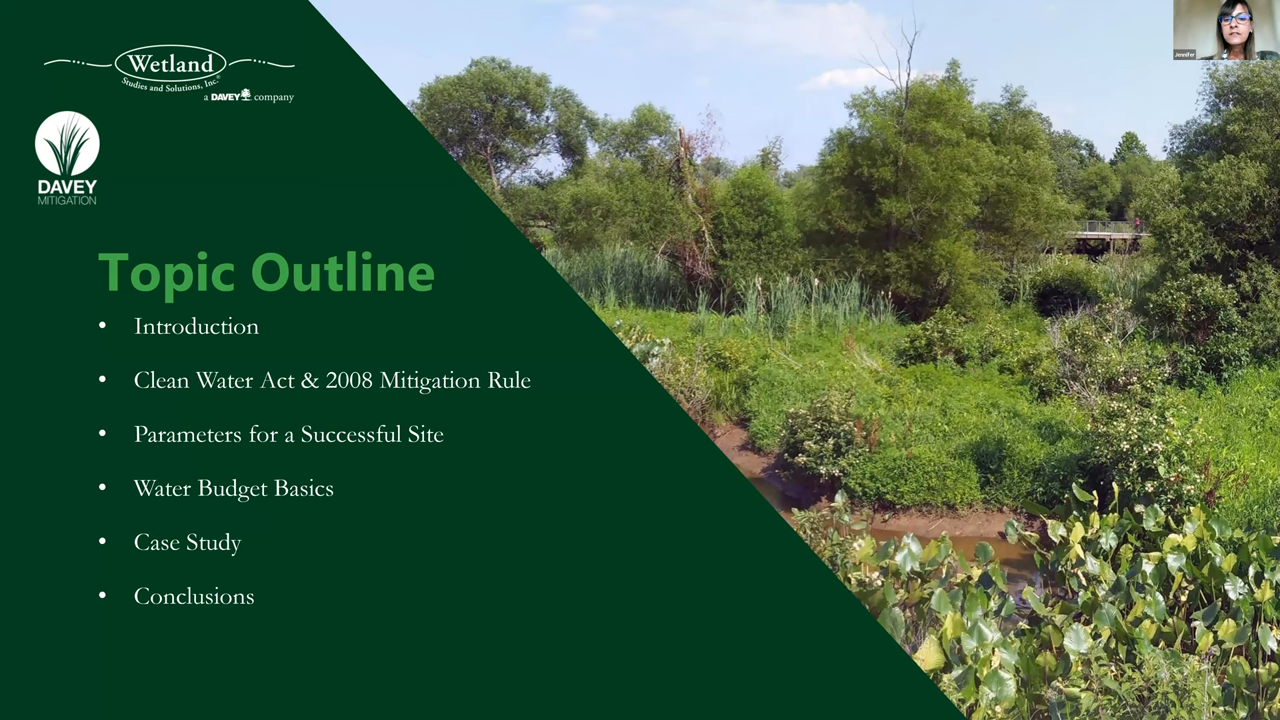 Wetland
Studies and Solutions, Inc.®
a DAVEY company
DAVEY
MITIGATION
Topic Outline
• Introduction
• Clean Water Act & 2008 Mitigation Rule
• Parameters for a Successful Site
• Water Budget Basics
• Case Study
• Conclusions
Jennifer